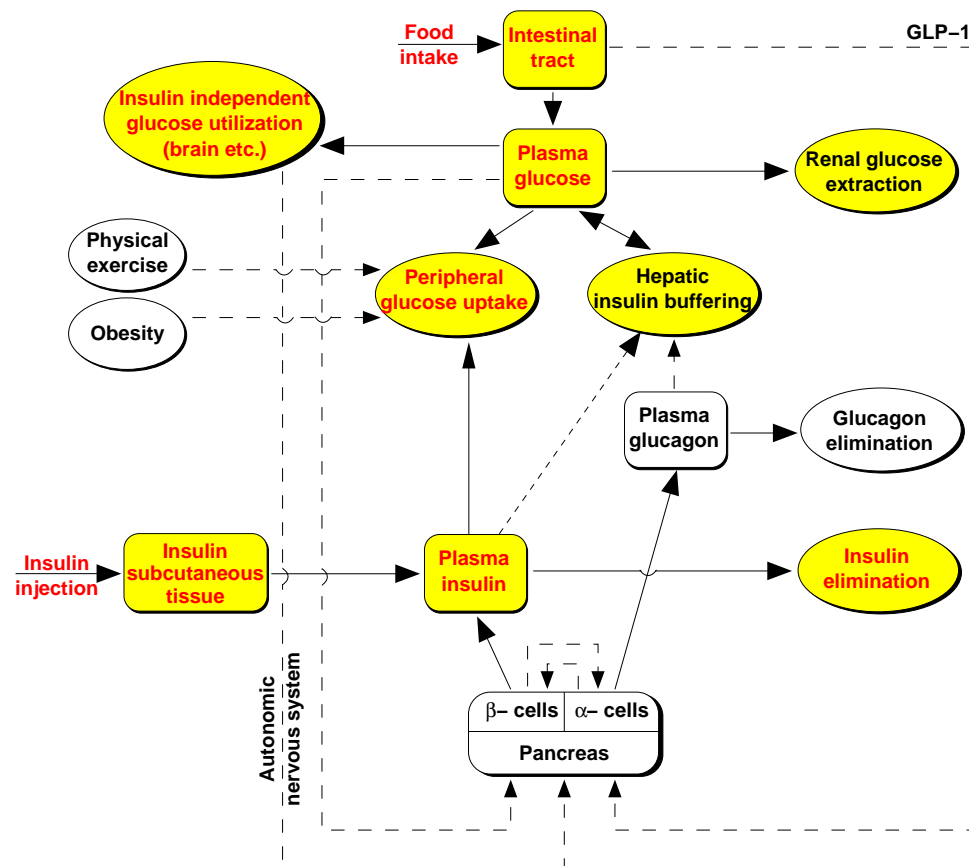 Food
intake
Intestinal
tract
GLP−1
Insulin independent
glucose utilization
(brain etc.)
Plasma
glucose
Renal glucose
extraction
Physical
exercise
Peripheral
glucose uptake
Hepatic
insulin buffering
Obesity
Plasma
glucagon
Glucagon
elimination
Insulin
injection
Insulin
subcutaneous
tissue
Plasma
insulin
Insulin
elimination
Autonomic
nervous system
β− cells
α− cells
Pancreas